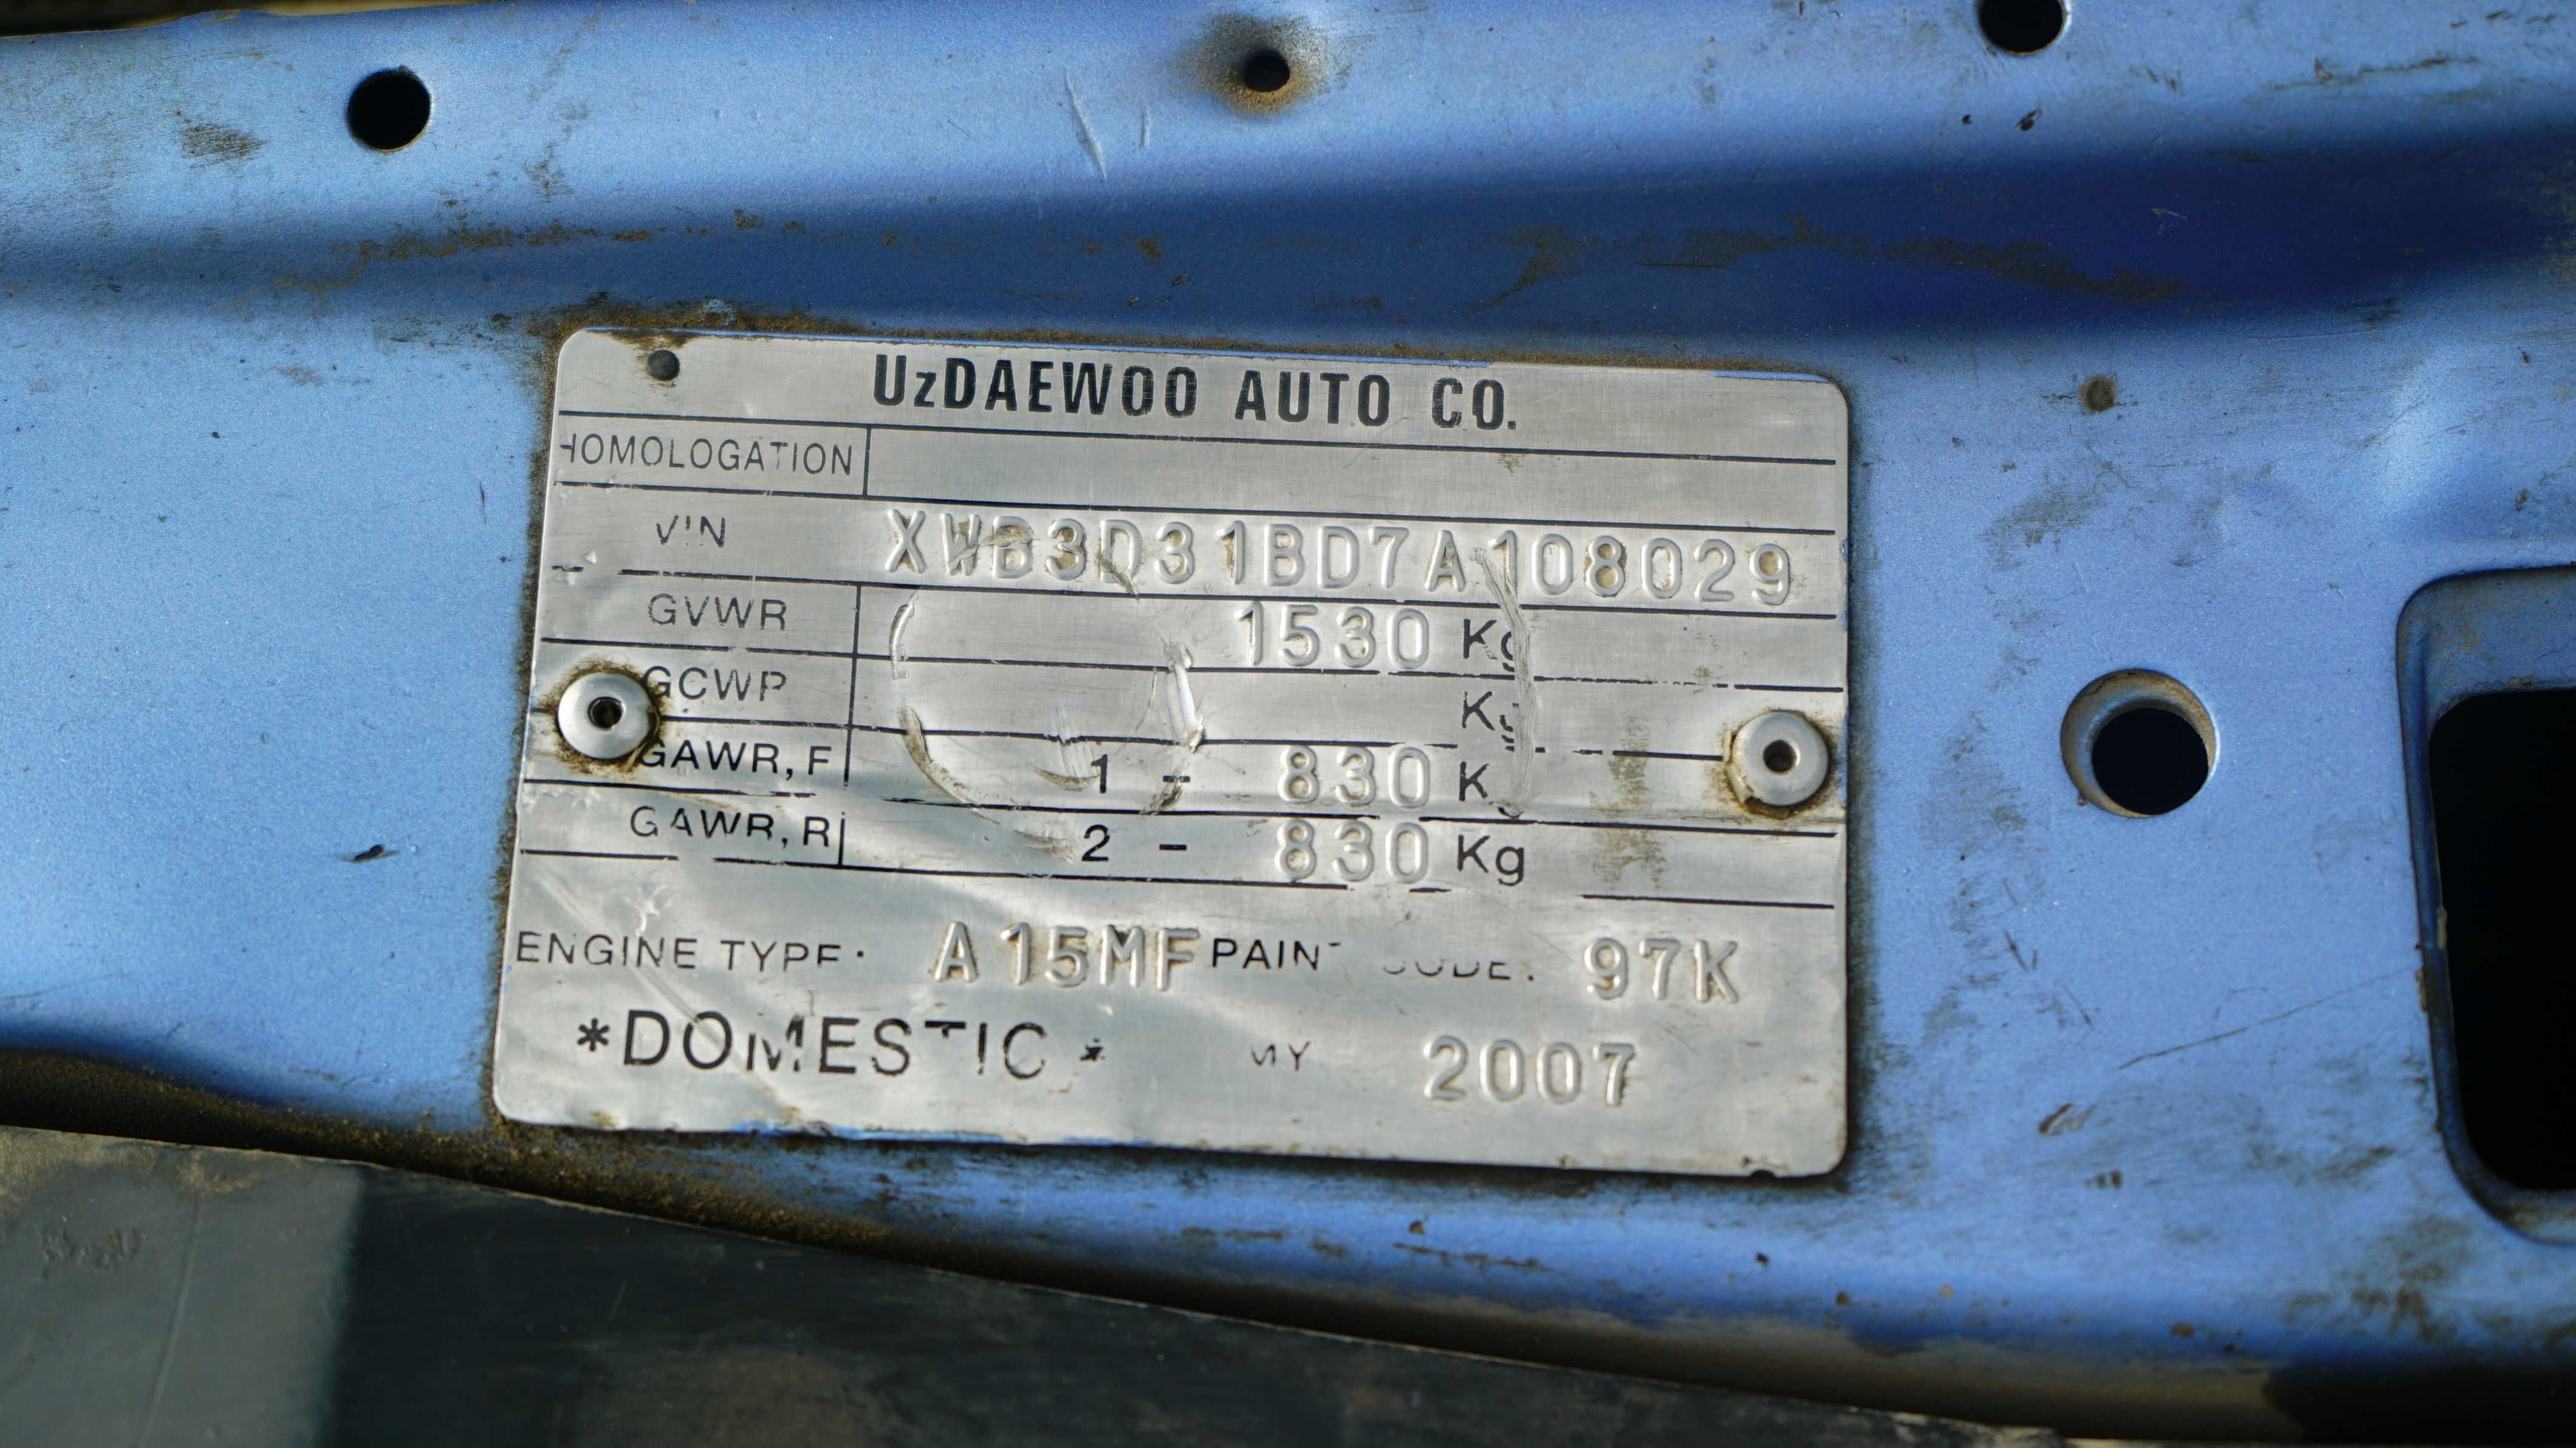 UzDAEWOO AUTO CO.
HOMOLOGATION
VIN XWB3D31BD7A108029
GVWR 1530 Kg
GCWR Kg
GAWR, F 1 - 830 Kg
GAWR, R 2 - 830 Kg
ENGINE TYPE: A15MF PAINT CODE: 97K
*DOMESTIC* MY 2007